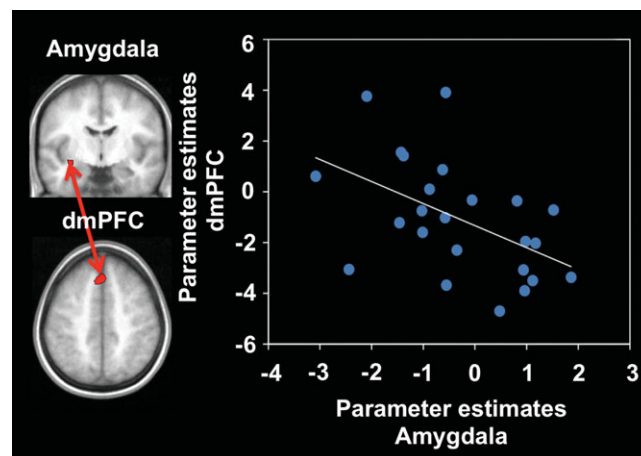 Amygdala
dmPFC
Parameter estimates
dmPFC
6
4
2
0
-2
-4
-6
-4
-3
-2
-1
0
1
2
3
Parameter estimates
Amygdala